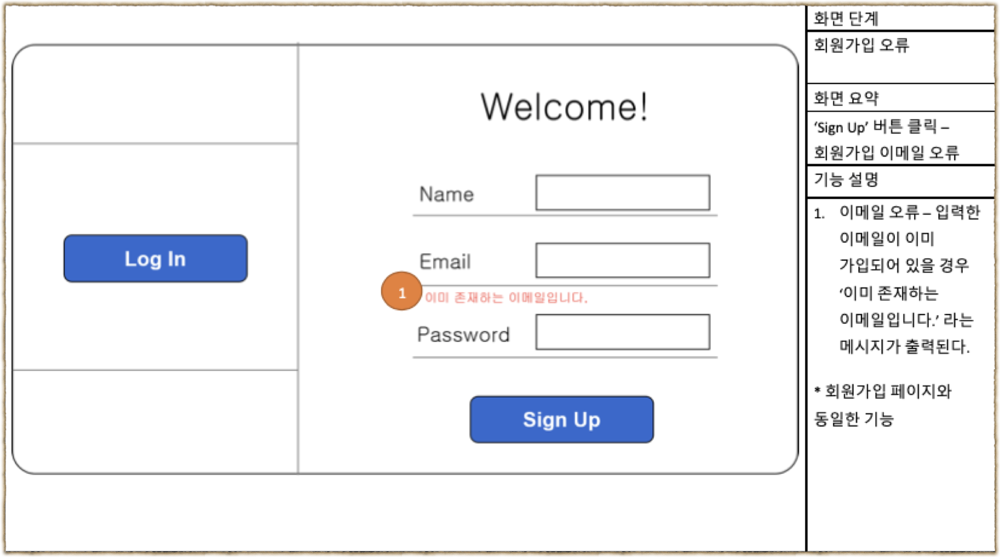 Welcome!
Name
Email
1
이미 존재하는 이메일입니다.
Password
Log In
Sign Up
화면 단계
회원가입 오류
화면 요약
‘Sign Up’ 버튼 클릭 –
회원가입 이메일 오류
기능 설명
1. 이메일 오류 – 입력한
이메일이 이미
가입되어 있을 경우
‘이미 존재하는
이메일입니다.’ 라는
메시지가 출력된다.
* 회원가입 페이지와
동일한 기능